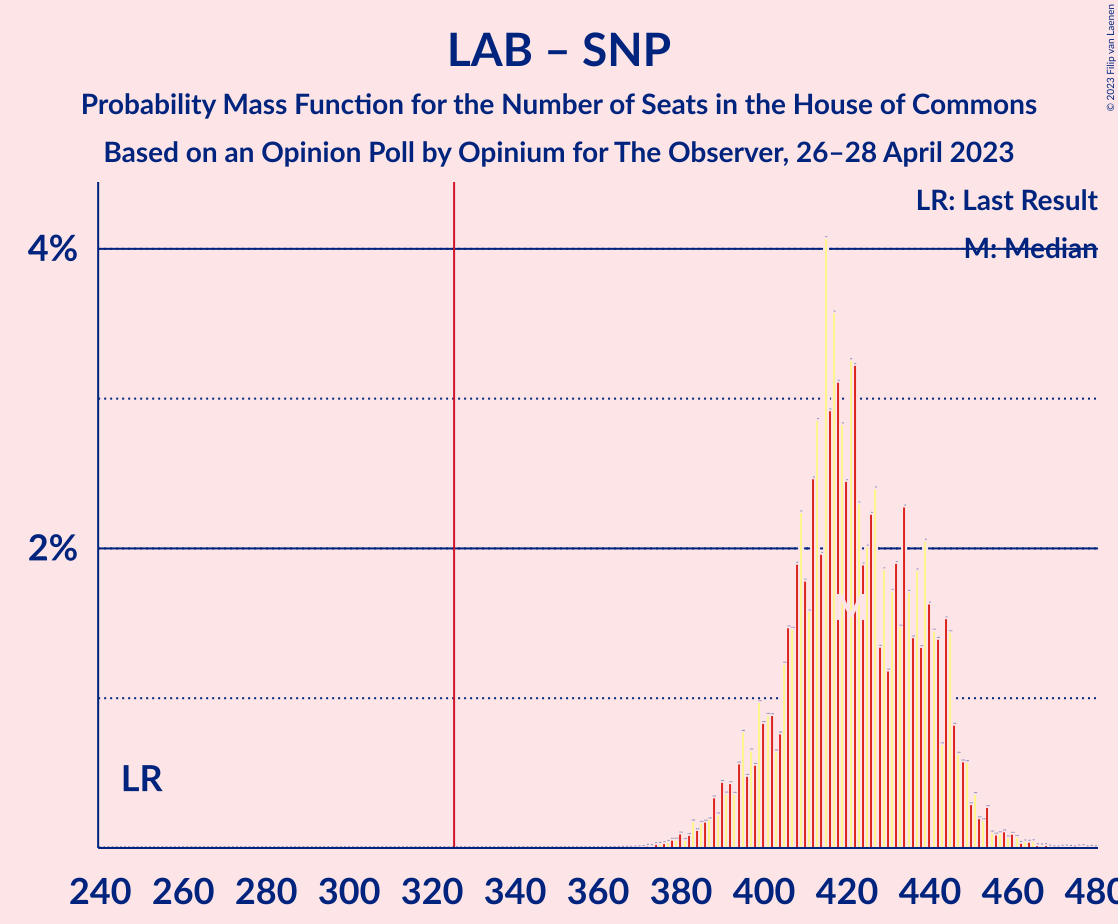 LAB – SNP
Probability Mass Function for the Number of Seats in the House of Commons
Based on an Opinion Poll by Opinium for The Observer, 26–28 April 2023
© 2023 Filip van Laenen
LR: Last Result
M: Median
4%
2%
M
LR
240 260 280 300 320 340 360 380 400 420 440 460 480